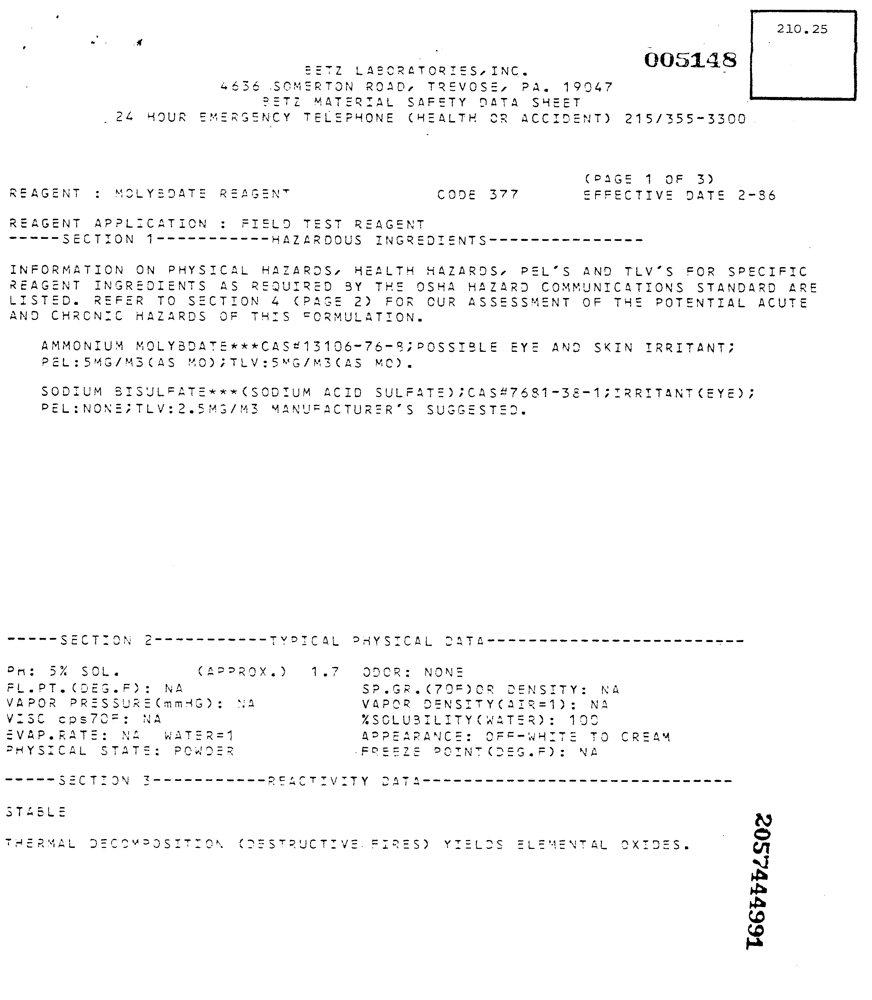 210.25
005148
BETZ LABORATORIES,INC.
4636 SOMERTON ROAD, TREVOSE, PA. 19047
BETZ MATERIAL SAFETY DATA SHEET
24 HOUR EMERGENCY TELEPHONE (HEALTH OR ACCIDENT) 215/355-3300
(PAGE 1 OF 3)
REAGENT : MOLYBDATE REAGENT CODE 377 EFFECTIVE DATE 2-86
REAGENT APPLICATION : FIELD TEST REAGENT
-----SECTION 1-----------HAZARDOUS INGREDIENTS---------------
INFORMATION ON PHYSICAL HAZARDS, HEALTH HAZARDS, PEL'S AND TLV'S FOR SPECIFIC
REAGENT INGREDIENTS AS REQUIRED BY THE OSHA HAZARD COMMUNICATIONS STANDARD ARE
LISTED. REFER TO SECTION 4 (PAGE 2) FOR OUR ASSESSMENT OF THE POTENTIAL ACUTE
AND CHRONIC HAZARDS OF THIS FORMULATION.
AMMONIUM MOLYBDATE***CAS#13106-76-8;POSSIBLE EYE AND SKIN IRRITANT;
PEL:5MG/M3(AS MO);TLV:5MG/M3(AS MO).
SODIUM BISULFATE***(SODIUM ACID SULFATE);CAS#7681-38-1;IRRITANT(EYE);
PEL:NONE;TLV:2.5MG/M3 MANUFACTURER'S SUGGESTED.
-----SECTION 2-----------TYPICAL PHYSICAL DATA-------------------------
PH: 5% SOL. (APPROX.) 1.7 ODOR: NONE
FL.PT.(DEG.F): NA SP.GR.(70F)OR DENSITY: NA
VAPOR PRESSURE(mmHG): NA VAPOR DENSITY(AIR=1): NA
VISC cps70F: NA %SOLUBILITY(WATER): 100
EVAP.RATE: NA WATER=1 APPEARANCE: OFF-WHITE TO CREAM
PHYSICAL STATE: POWDER FREEZE POINT(DEG.F): NA
-----SECTION 3-----------REACTIVITY DATA------------------------------
STABLE
THERMAL DECOMPOSITION (DESTRUCTIVE FIRES) YIELDS ELEMENTAL OXIDES.
2057444991